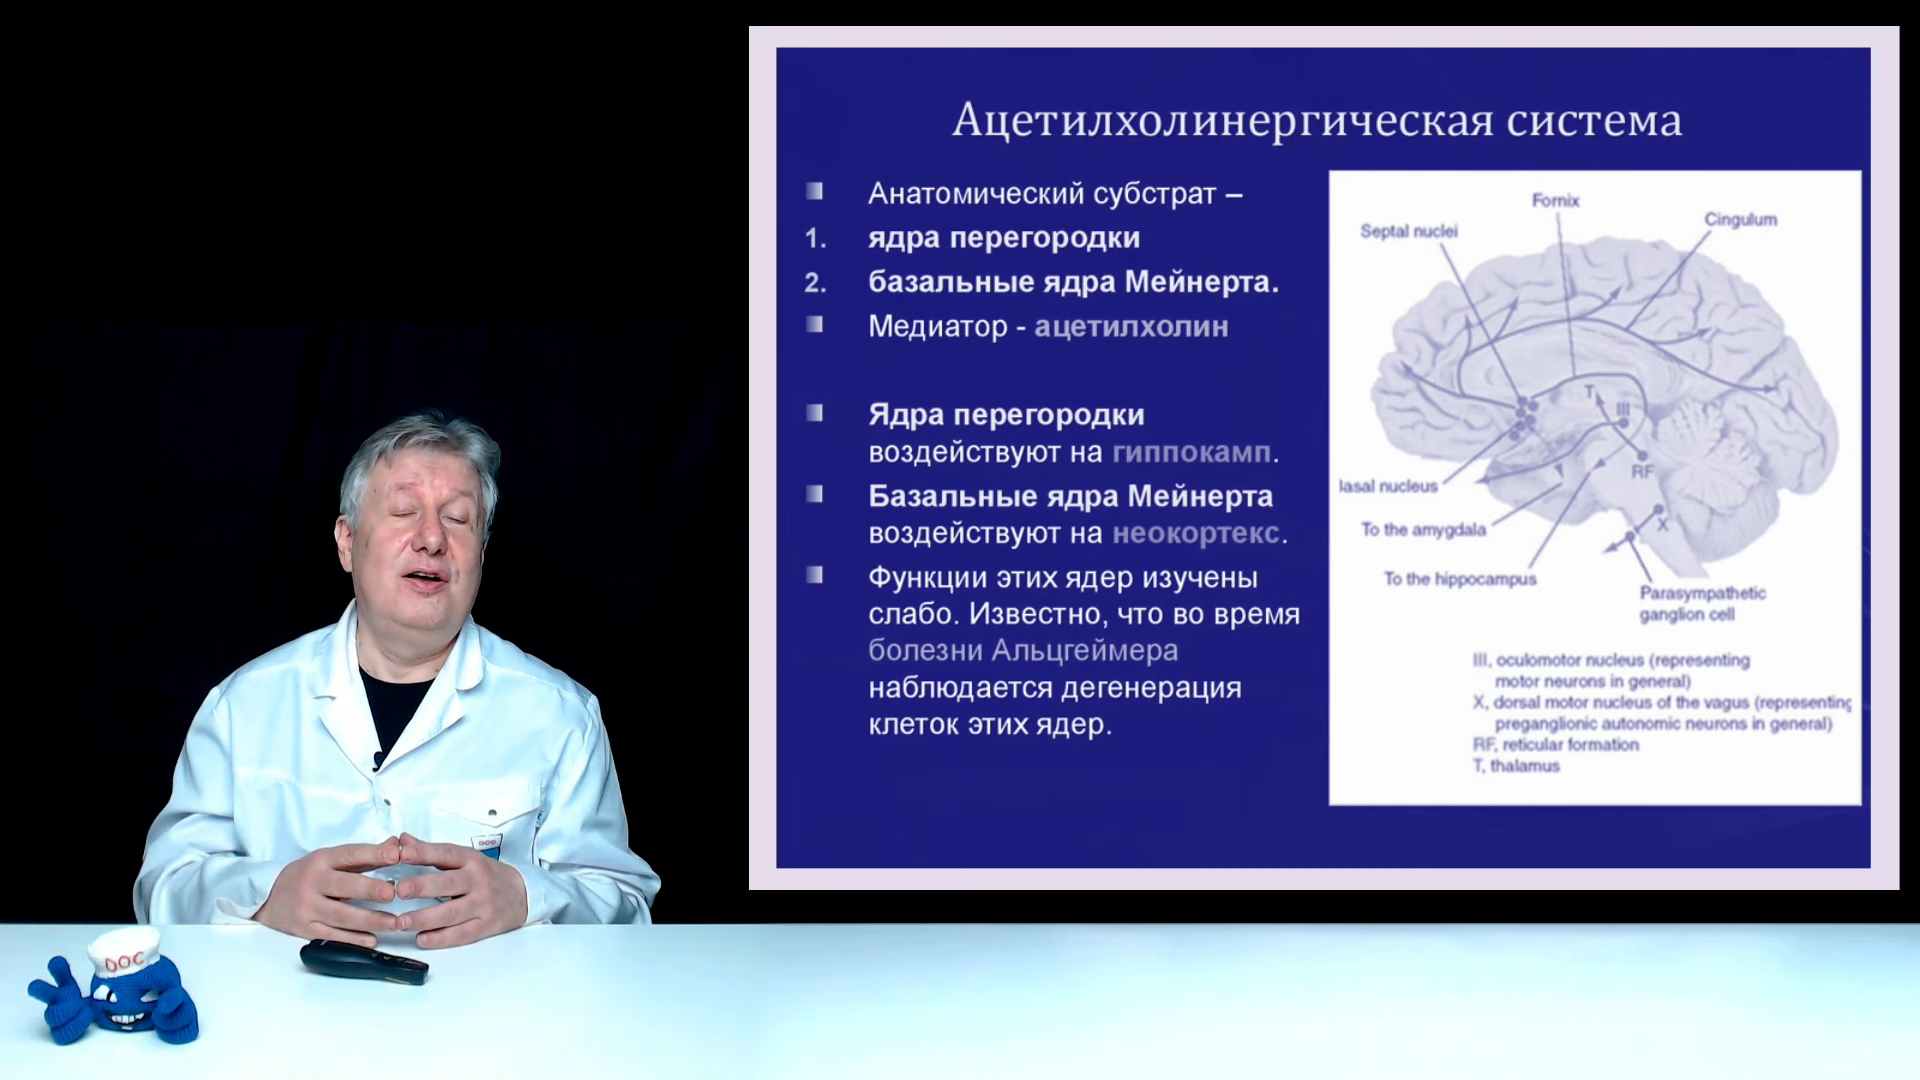 Ацетилхолинергическая система
Анатомический субстрат –
1. ядра перегородки
2. базальные ядра Мейнерта.
Медиатор - ацетилхолин
Ядра перегородки
воздействуют на гиппокамп.
Базальные ядра Мейнерта
воздействуют на неокортекс.
Функции этих ядер изучены
слабо. Известно, что во время
болезни Альцгеймера
наблюдается дегенерация
клеток этих ядер.
Fornix
Septal nuclei
Cingulum
T
III
RF
asal nucleus
To the amygdala
X
To the hippocampus
Parasympathetic
ganglion cell
III, oculomotor nucleus (representing
motor neurons in general)
X, dorsal motor nucleus of the vagus (representing
preganglionic autonomic neurons in general)
RF, reticular formation
T, thalamus
DOC
DOC